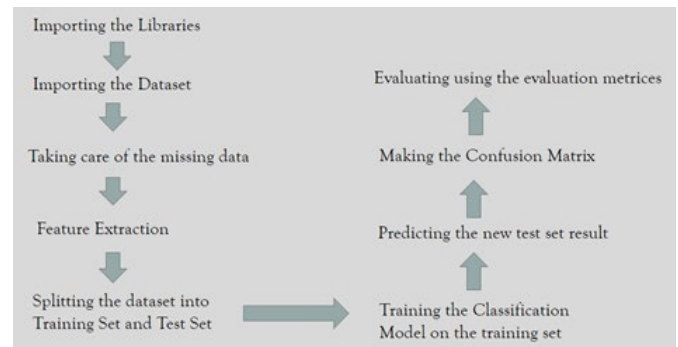 Importing the Libraries
Importing the Dataset
Taking care of the missing data
Feature Extraction
Splitting the dataset into
Training Set and Test Set
Training the Classification
Model on the training set
Predicting the new test set result
Making the Confusion Matrix
Evaluating using the evaluation metrices